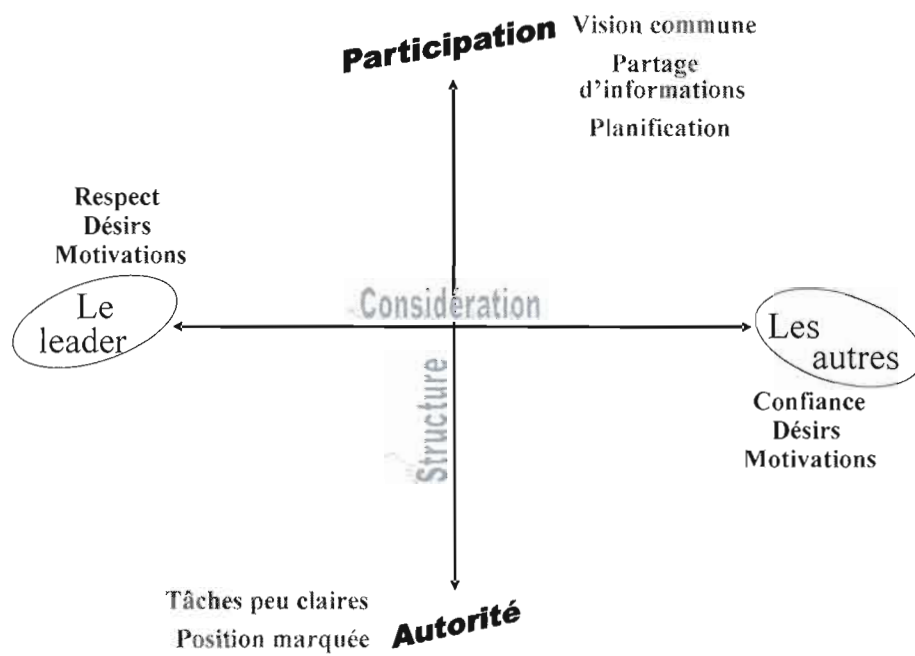 Participation
Vision commune
Partage
d'informations
Planification
Respect
Désirs
Motivations
Le
leader
Considération
Structure
Les
autres
Confiance
Désirs
Motivations
Tâches peu claires
Position marquée
Autorité